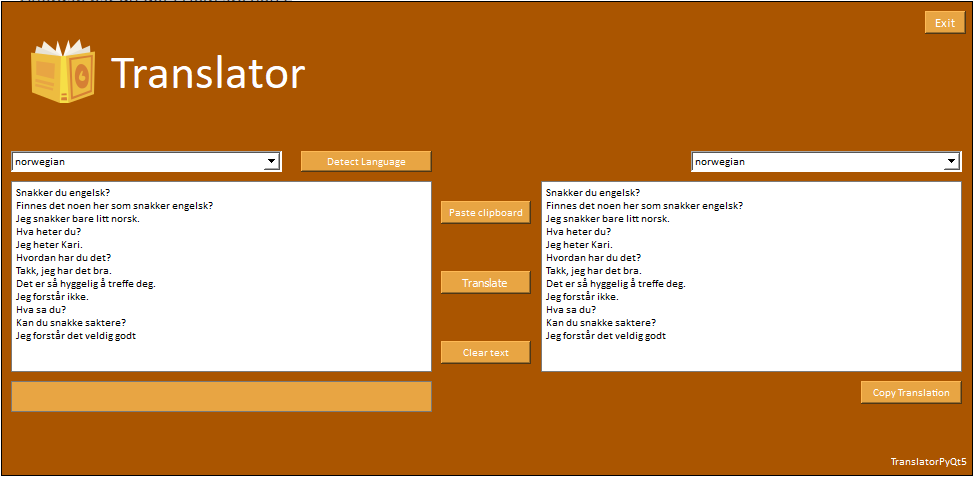 Exit
Translator
norwegian
Detect Language
norwegian
Snakker du engelsk?
Finnes det noen her som snakker engelsk?
Jeg snakker bare litt norsk.
Hva heter du?
Jeg heter Kari.
Hvordan har du det?
Takk, jeg har det bra.
Det er så hyggelig å treffe deg.
Jeg forstår ikke.
Hva sa du?
Kan du snakke saktere?
Jeg forstår det veldig godt
Paste clipboard
Translate
Clear text
Snakker du engelsk?
Finnes det noen her som snakker engelsk?
Jeg snakker bare litt norsk.
Hva heter du?
Jeg heter Kari.
Hvordan har du det?
Takk, jeg har det bra.
Det er så hyggelig å treffe deg.
Jeg forstår ikke.
Hva sa du?
Kan du snakke saktere?
Jeg forstår det veldig godt
Copy Translation
TranslatorPyQt5